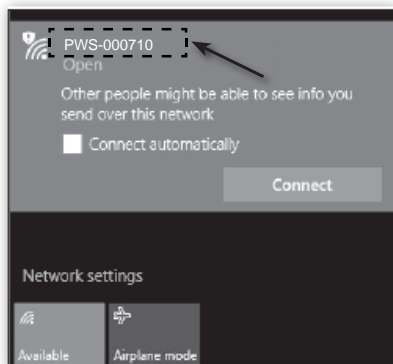 PWS-000710
Open
Other people might be able to see info you
send over this network
Connect automatically
Connect
Network settings
Available
Airplane mode